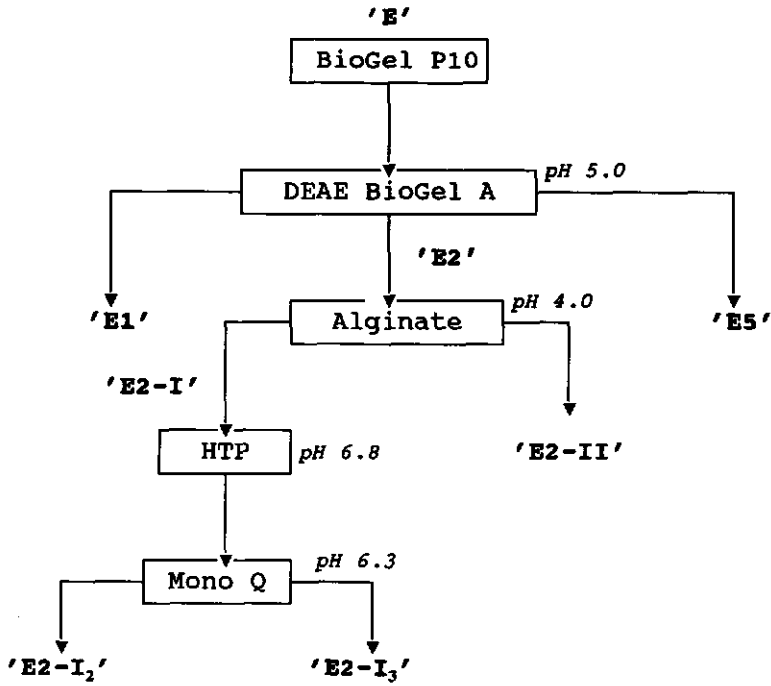 'E'
BioGel P10
pH 5.0
DEAE BioGel A
'E2'
pH 4.0
'E1'
Alginate
'E5'
'E2-I'
HTP
pH 6.8
'E2-II'
pH 6.3
Mono Q
'E2-I₂'
'E2-I₃'